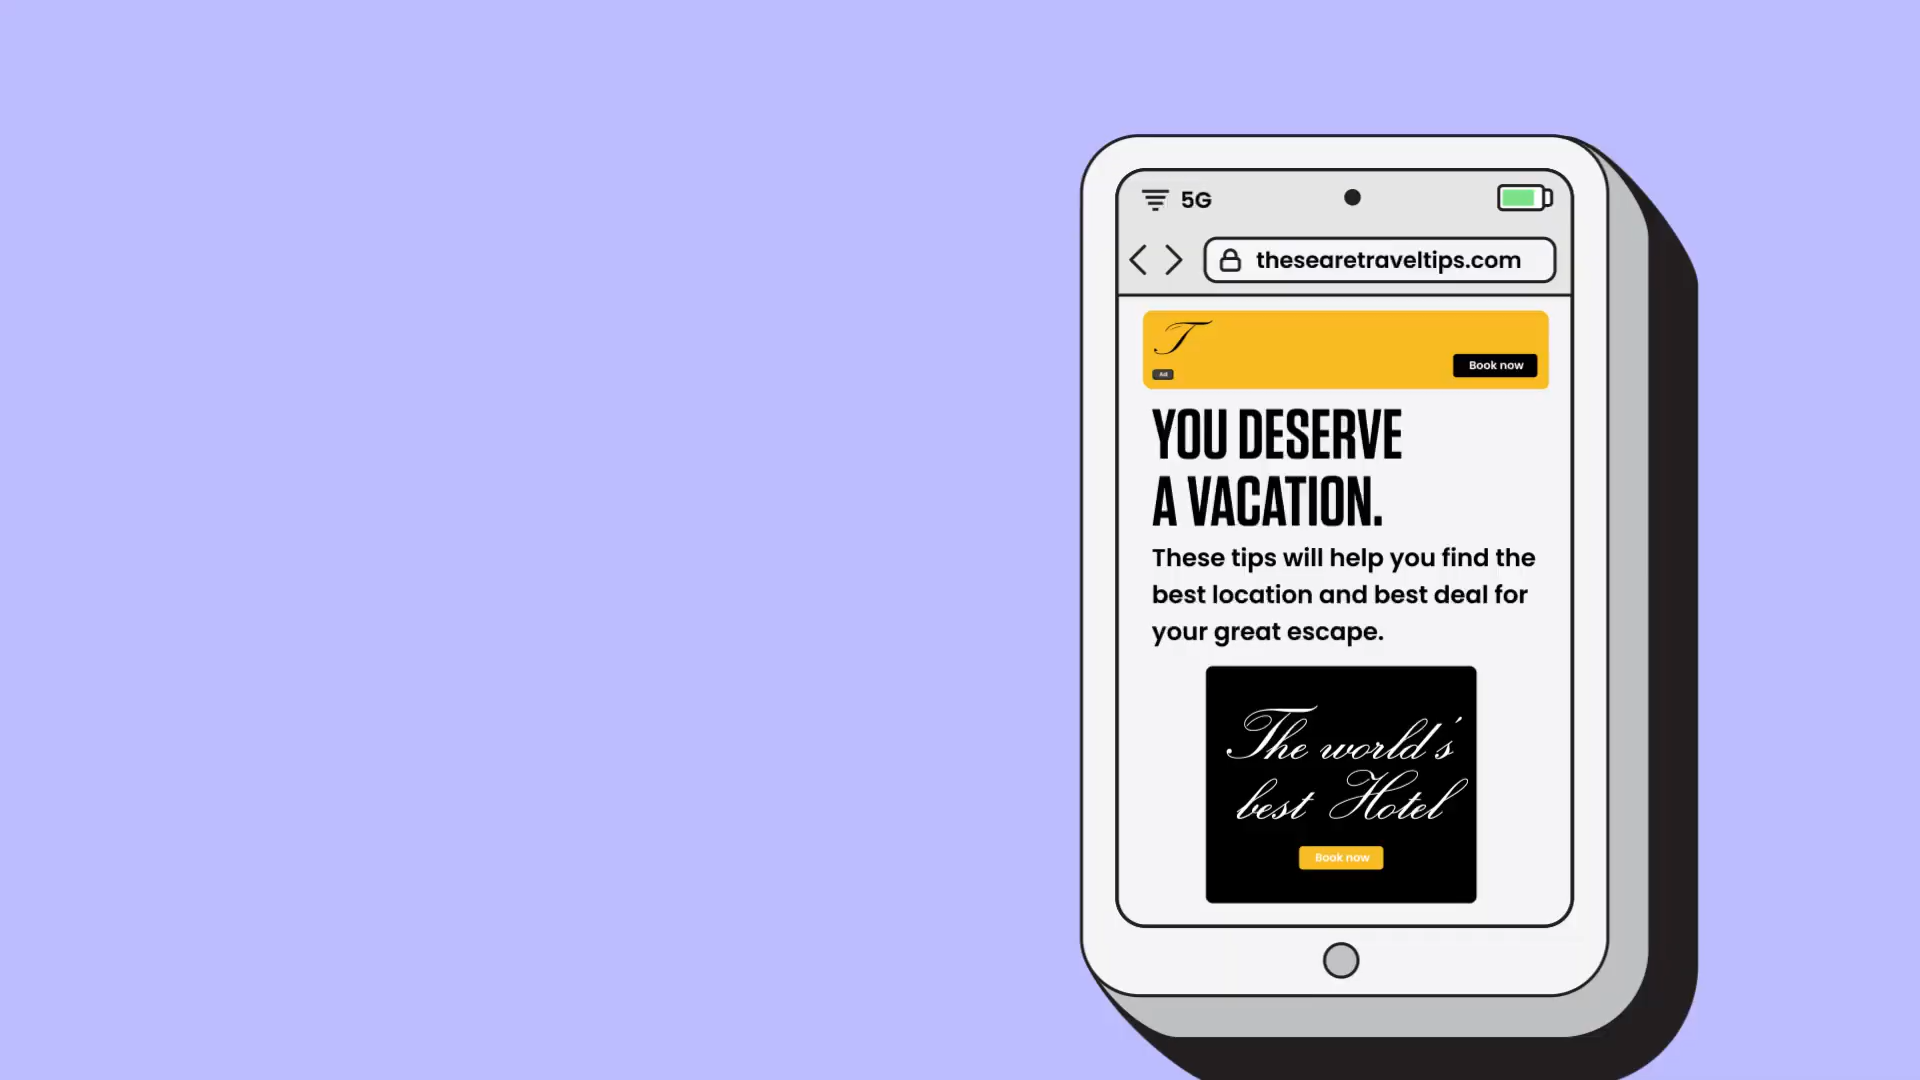 5G
thesearetraveltips.com
T
Ad
Book now
YOU DESERVE
A VACATION.
These tips will help you find the
best location and best deal for
your great escape.
The world's
best Hotel
Book now